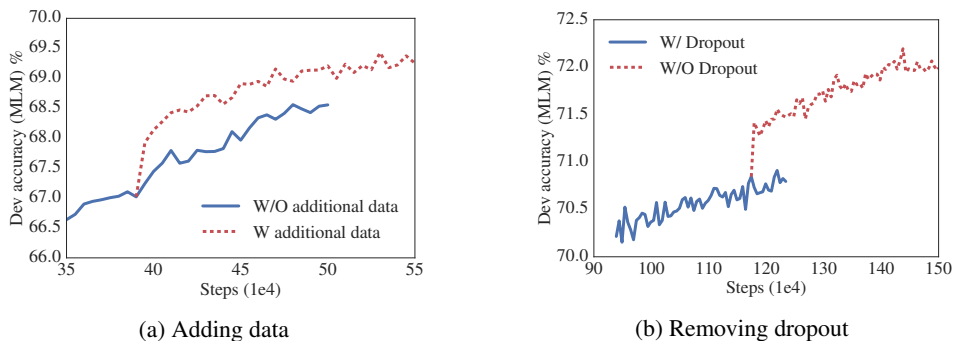 70.0
69.5
69.0
68.5
68.0
67.5
67.0
66.5
66.0
Dev accuracy (MLM) %
W/O additional data
W additional data
35 40 45 50 55
Steps (1e4)
(a) Adding data
72.5
72.0
71.5
71.0
70.5
70.0
Dev accuracy (MLM) %
W/ Dropout
W/O Dropout
90 100 110 120 130 140 150
Steps (1e4)
(b) Removing dropout